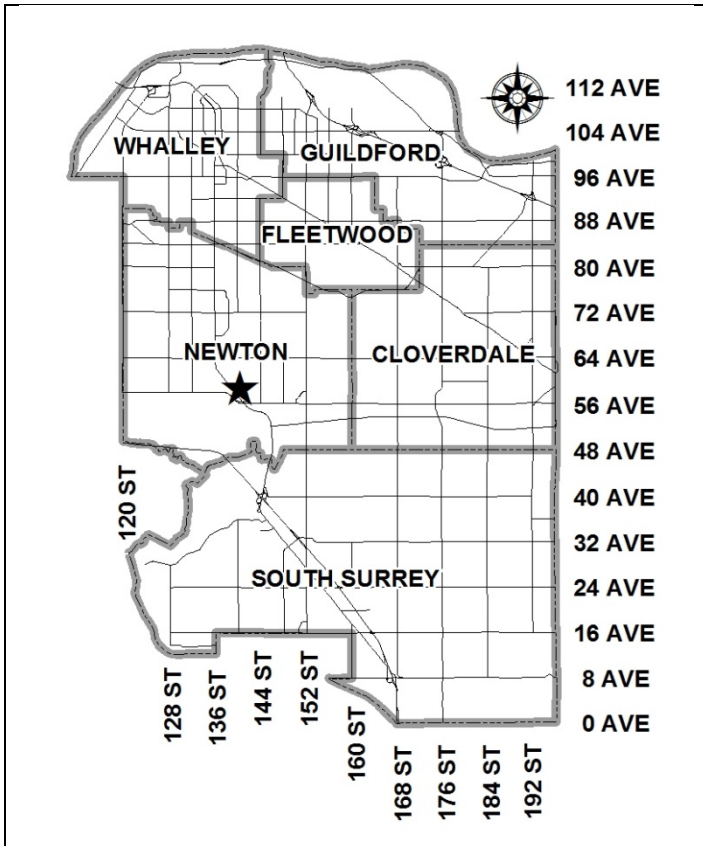 112 AVE
104 AVE
WHALLEY
GUILDFORD
96 AVE
88 AVE
FLEETWOOD
80 AVE
72 AVE
NEWTON
CLOVERDALE
64 AVE
56 AVE
48 AVE
120 ST
40 AVE
32 AVE
SOUTH SURREY
24 AVE
16 AVE
8 AVE
0 AVE
128 ST
136 ST
144 ST
152 ST
160 ST
168 ST
176 ST
184 ST
192 ST